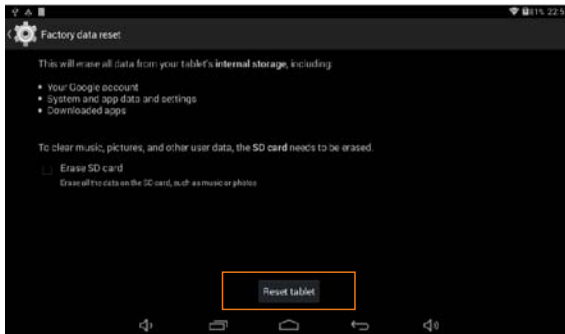 81% 22:5
Factory data reset
This will erase all data from your tablet's internal storage, including:
• Your Google account
• System and app data and settings
• Downloaded apps
To clear music, pictures, and other user data, the SD card needs to be erased.
Erase SD card
Erase all the data on the SD card, such as music or photos
Reset tablet